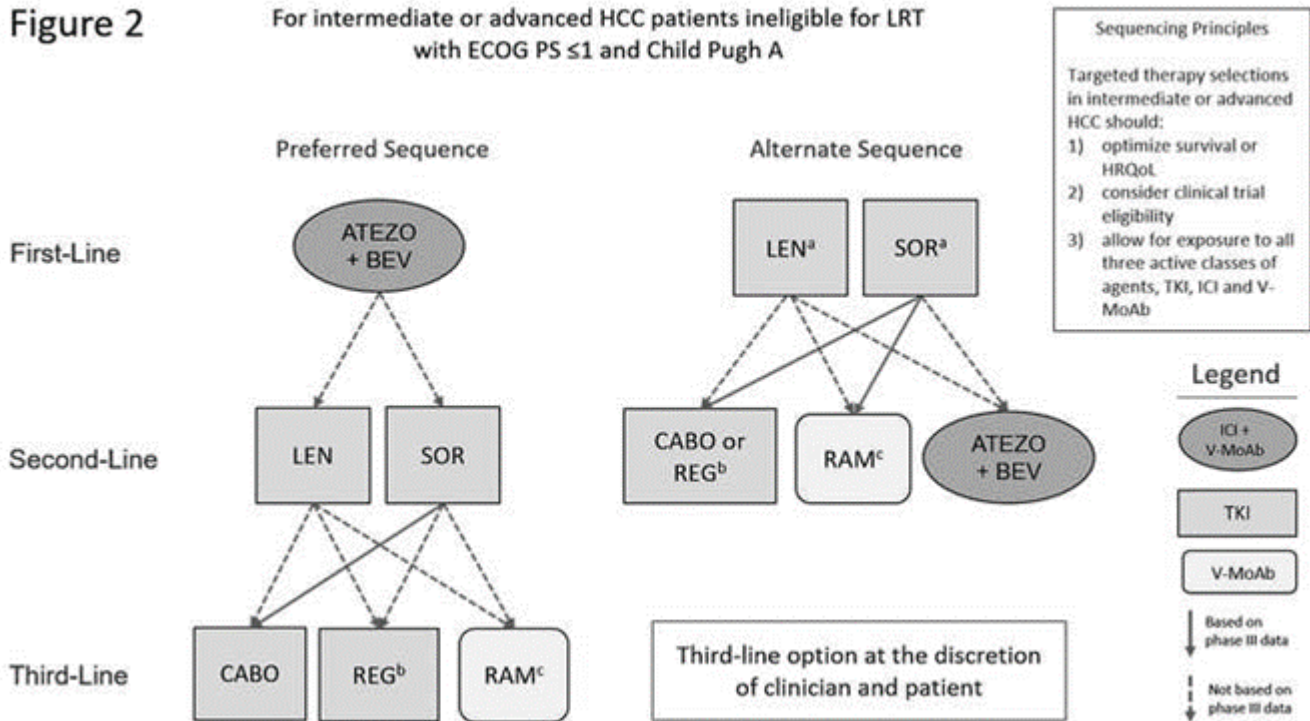 Figure 2
For intermediate or advanced HCC patients ineligible for LRT
with ECOG PS ≤1 and Child Pugh A
Sequencing Principles
Targeted therapy selections
in intermediate or advanced
HCC should:
1) optimize survival or
HRQoL
2) consider clinical trial
eligibility
3) allow for exposure to all
three active classes of
agents, TKI, ICI and V-
MoAb
Preferred Sequence
Alternate Sequence
First-Line
ATEZO
+ BEV
LENᵃ
SORᵃ
Second-Line
LEN
SOR
CABO or
REGᵇ
RAMᶜ
ATEZO
+ BEV
Third-Line
CABO
REGᵇ
RAMᶜ
Third-line option at the discretion
of clinician and patient
Legend
ICI +
V-MoAb
TKI
V-MoAb
Based on
phase III data
Not based on
phase III data